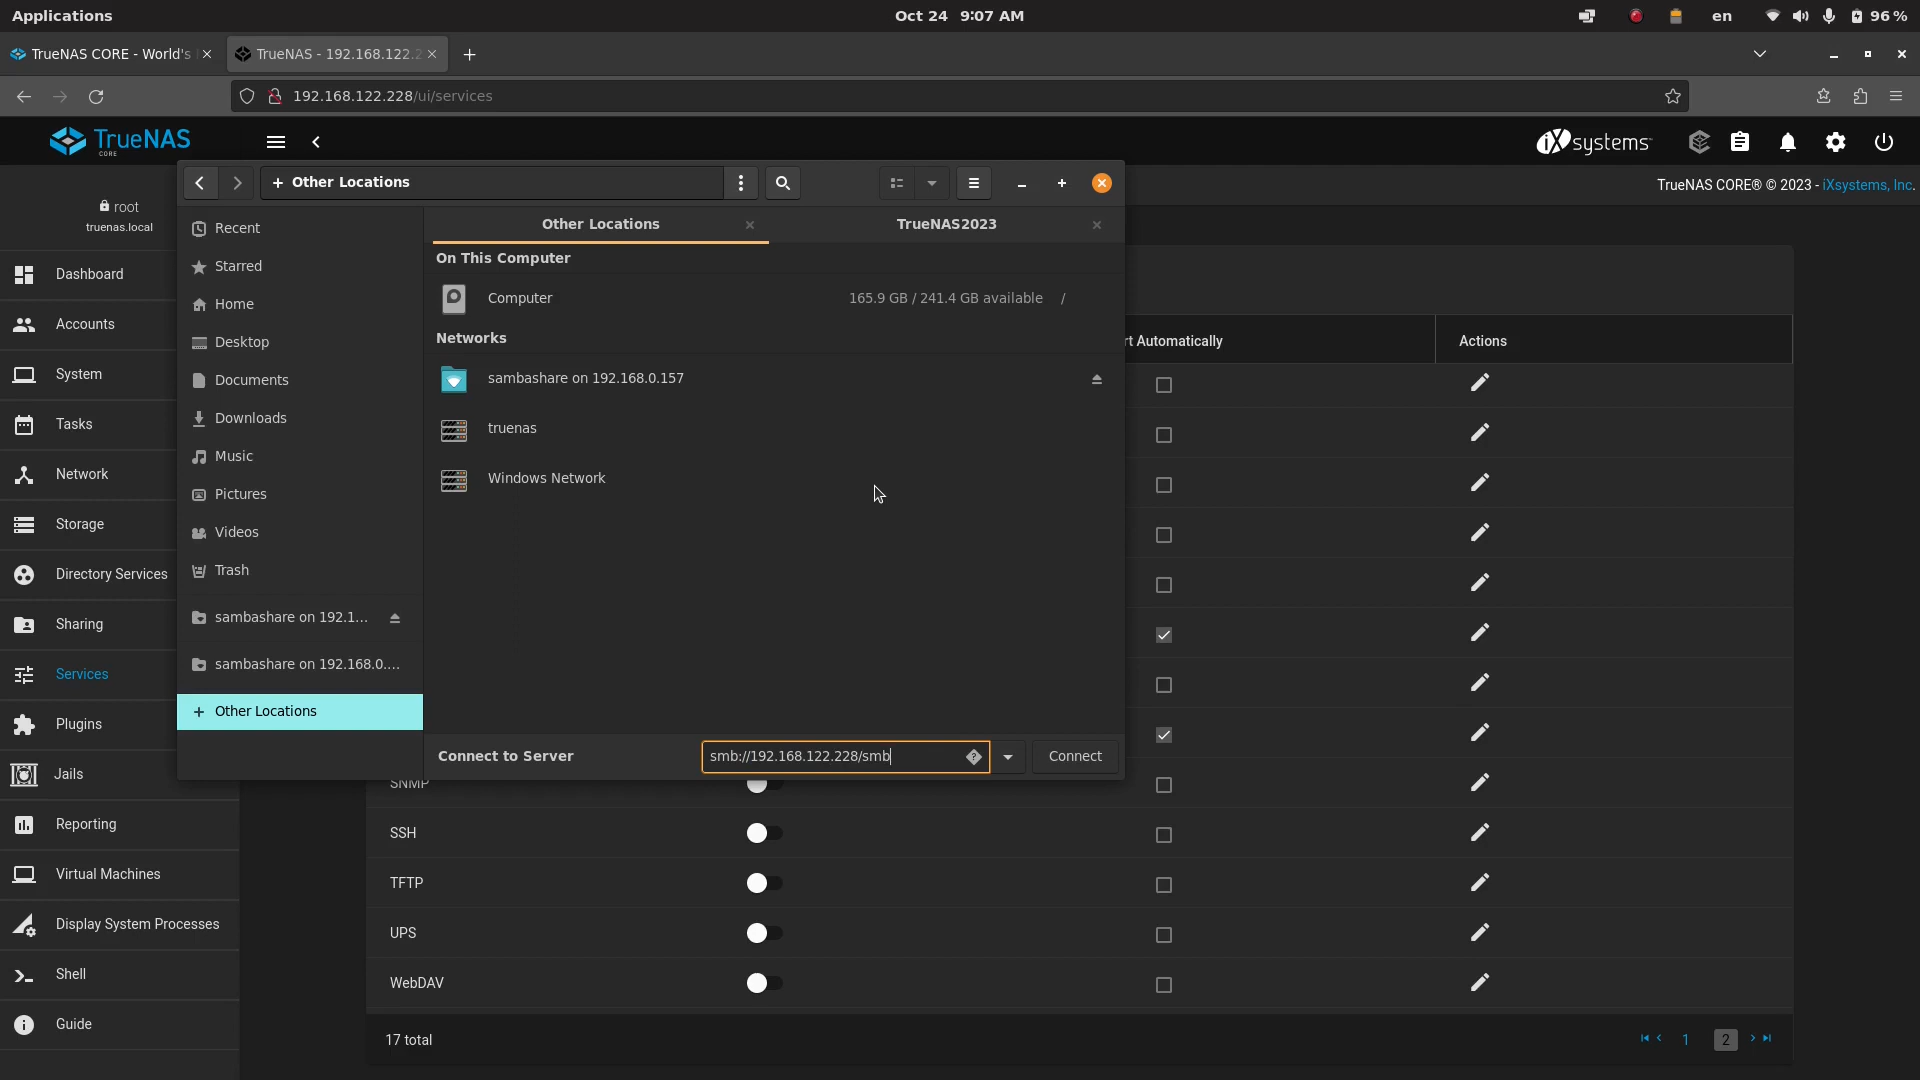 Applications
Oct 24 9:07 AM
en
96 %
TrueNAS CORE - World's
TrueNAS - 192.168.122.2
192.168.122.228/ui/services
TrueNAS
CORE
iXsystems
TrueNAS CORE® © 2023 - iXsystems, Inc.
root
truenas.local
Dashboard
Accounts
System
Tasks
Network
Storage
Directory Services
Sharing
Services
Plugins
Jails
Reporting
Virtual Machines
Display System Processes
Shell
Guide
Other Locations
Recent
Starred
Home
Desktop
Documents
Downloads
Music
Pictures
Videos
Trash
sambashare on 192.1...
sambashare on 192.168.0....
Other Locations
Other Locations
TrueNAS2023
On This Computer
Computer
165.9 GB / 241.4 GB available /
Networks
sambashare on 192.168.0.157
truenas
Windows Network
Connect to Server
smb://192.168.122.228/smb
Connect
rt Automatically
Actions
SNMP
SSH
TFTP
UPS
WebDAV
17 total
1
2